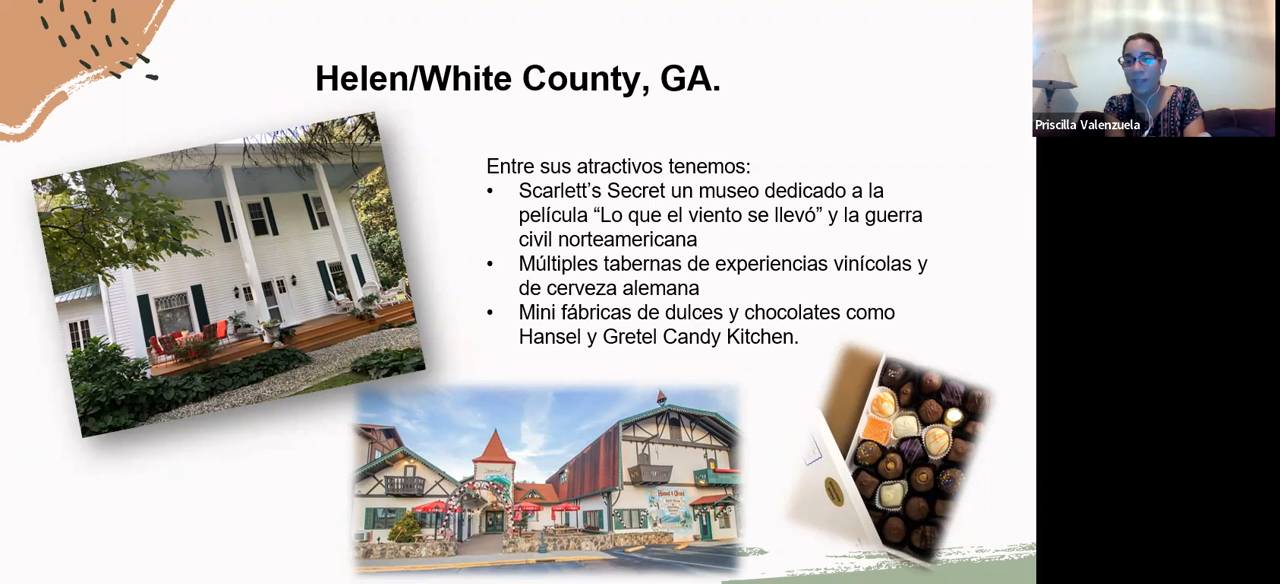 Helen/White County, GA.
Priscilla Valenzuela
Entre sus atractivos tenemos:
• Scarlett’s Secret un museo dedicado a la
película “Lo que el viento se llevó” y la guerra
civil norteamericana
• Múltiples tabernas de experiencias vinícolas y
de cerveza alemana
• Mini fábricas de dulces y chocolates como
Hansel y Gretel Candy Kitchen.